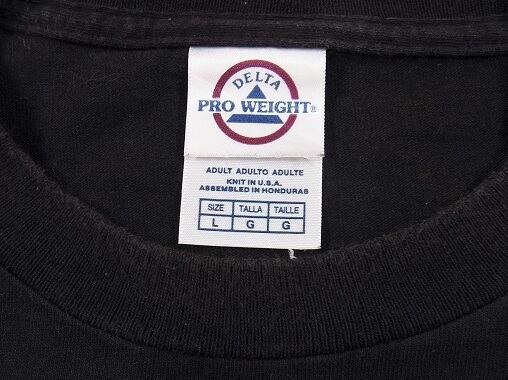 DELTA
PRO WEIGHT®
ADULT ADULTO ADULTE
KNIT IN U.S.A.
ASSEMBLED IN HONDURAS
SIZE TALLA TAILLE
L G G